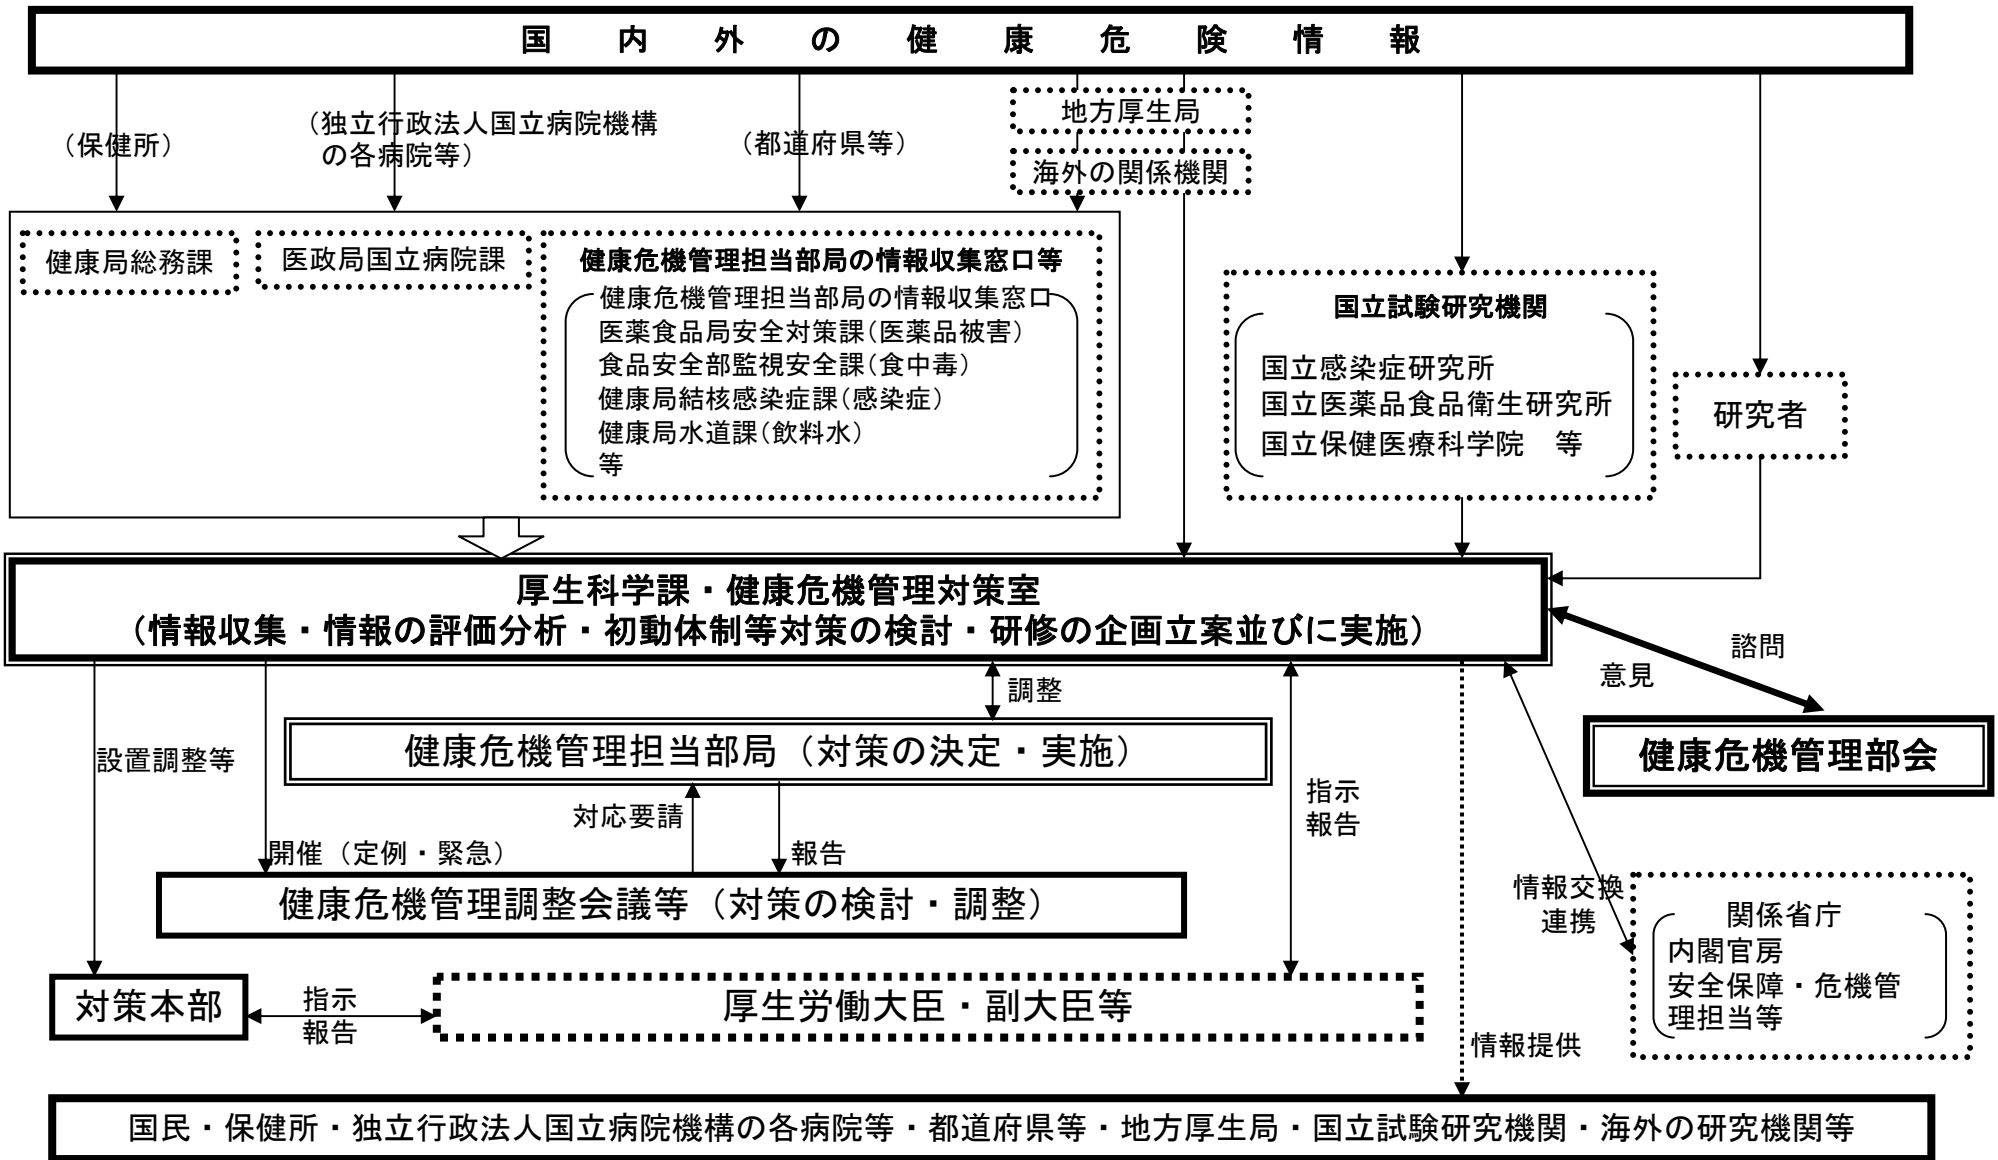 国内外の健康危険情報
（保健所）
（独立行政法人国立病院機構
の各病院等）
（都道府県等）
地方厚生局
海外の関係機関
健康局総務課
医政局国立病院課
健康危機管理担当部局の情報収集窓口等
健康危機管理担当部局の情報収集窓口
医薬食品局安全対策課（医薬品被害）
食品安全部監視安全課（食中毒）
健康局結核感染症課（感染症）
健康局水道課（飲料水）
等
国立試験研究機関
国立感染症研究所
国立医薬品食品衛生研究所
国立保健医療科学院　等
研究者
厚生科学課・健康危機管理対策室
（情報収集・情報の評価分析・初動体制等対策の検討・研修の企画立案並びに実施）
諮問
意見
調整
設置調整等
健康危機管理担当部局（対策の決定・実施）
健康危機管理部会
対応要請
指示
報告
開催（定例・緊急）
報告
健康危機管理調整会議等（対策の検討・調整）
情報交換
連携
関係省庁
内閣官房
安全保障・危機管
理担当等
対策本部
指示
報告
厚生労働大臣・副大臣等
情報提供
国民・保健所・独立行政法人国立病院機構の各病院等・都道府県等・地方厚生局・国立試験研究機関・海外の研究機関等